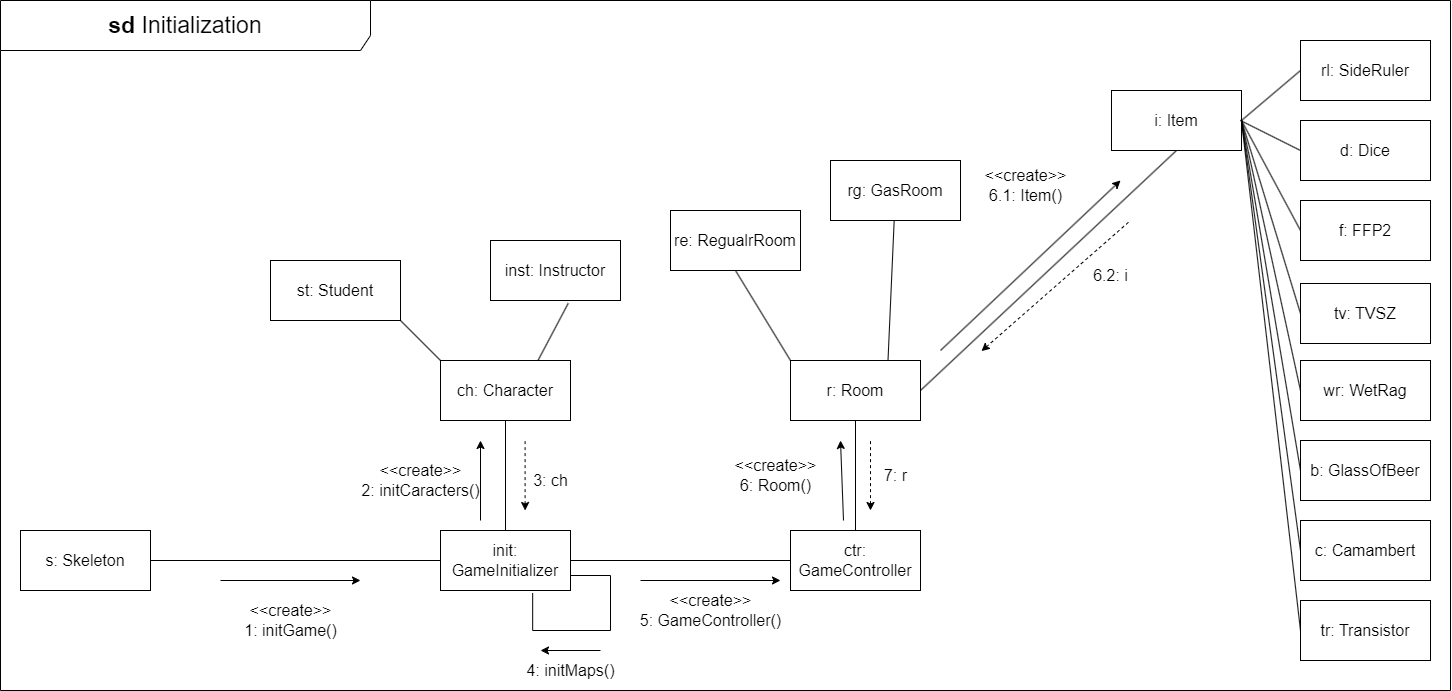 sd Initialization
rl: SideRuler
i: Item
d: Dice
<<create>>
6.1: Item()
rg: GasRoom
re: RegualrRoom
f: FFP2
inst: Instructor
st: Student
6.2: i
tv: TVSZ
ch: Character
r: Room
wr: WetRag
<<create>>
2: initCaracters()
3: ch
<<create>>
6: Room()
7: r
b: GlassOfBeer
s: Skeleton
init:
GameInitializer
ctr:
GameController
c: Camambert
<<create>>
1: initGame()
<<create>>
5: GameController()
tr: Transistor
4: initMaps()